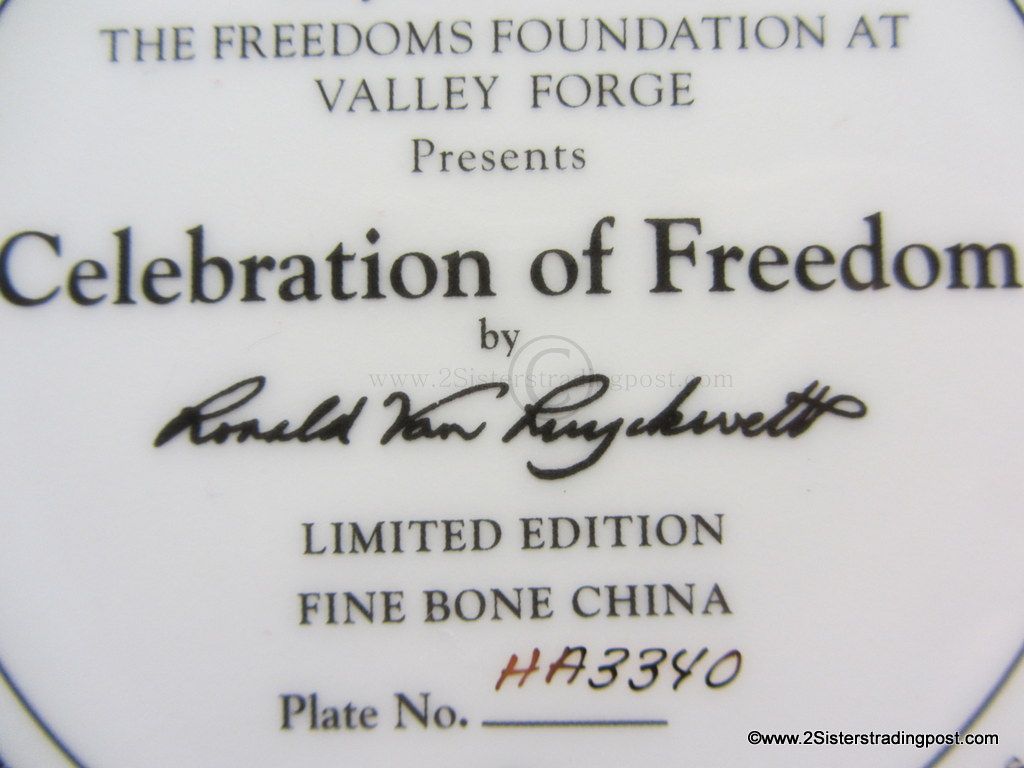 THE FREEDOMS FOUNDATION AT
VALLEY FORGE
Presents
Celebration of Freedom
by
©
www.2Sisterstradingpost.com
Ronald Van Ruyckevelt
LIMITED EDITION
FINE BONE CHINA
HA3340
Plate No.
©www.2Sisterstradingpost.com